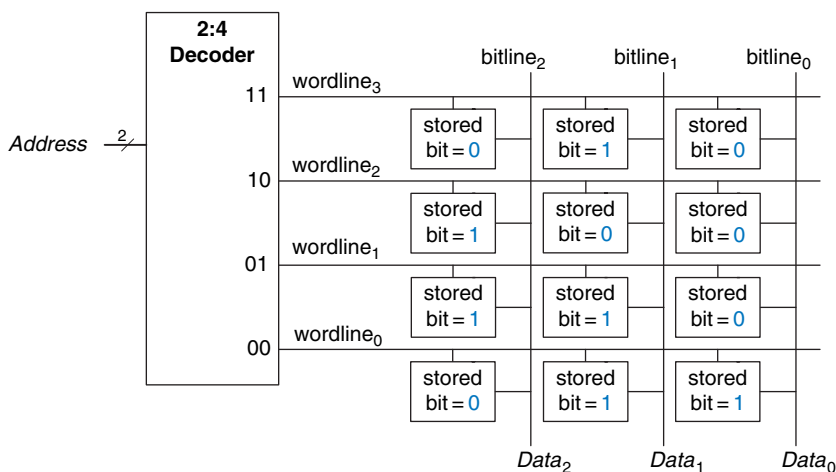 2:4
Decoder
bitline₂ bitline₁ bitline₀
wordline₃
11
stored stored stored
bit = 0 bit = 1 bit = 0
Address 2
wordline₂
10
stored stored stored
bit = 1 bit = 0 bit = 0
wordline₁
01
stored stored stored
bit = 1 bit = 1 bit = 0
wordline₀
00
stored stored stored
bit = 0 bit = 1 bit = 1
Data₂ Data₁ Data₀